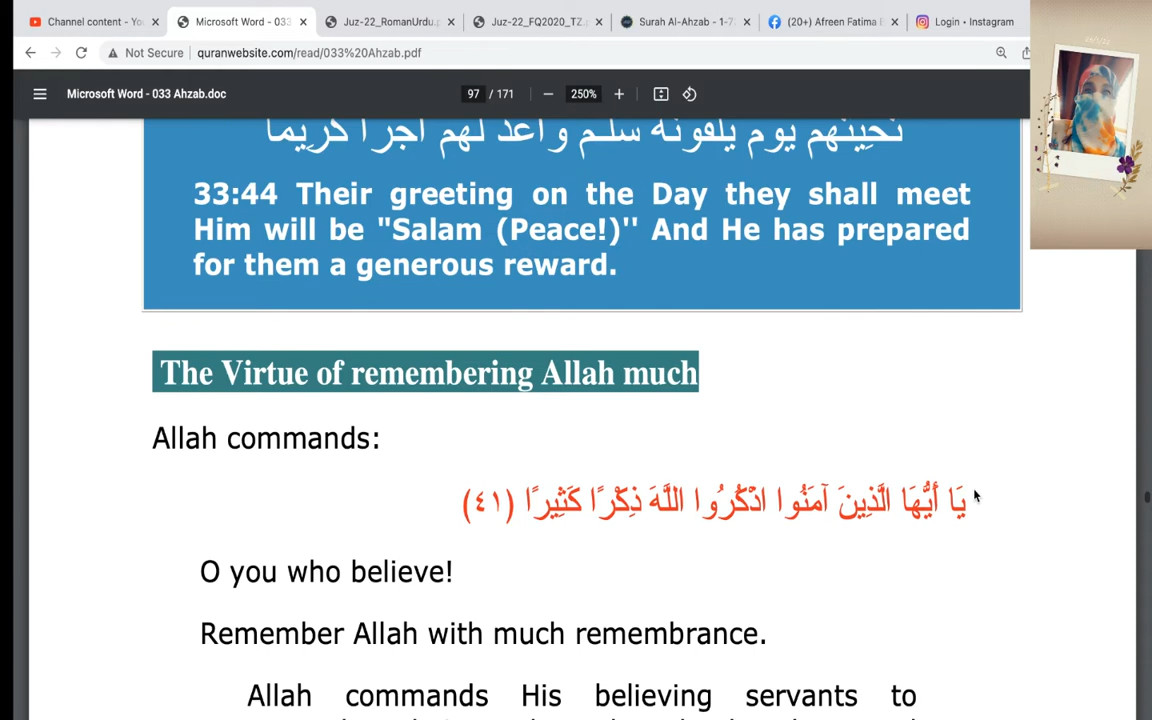 Channel content - Yo
Microsoft Word - 033
Juz-22_RomanUrdu.p
Juz-22_FQ2020_TZ.p
Surah Al-Ahzab - 1-7
(20+) Afreen Fatima
Login • Instagram
Not Secure
quranwebsite.com/read/033%20Ahzab.pdf
Microsoft Word - 033 Ahzab.doc
97 / 171
250%
33:44 Their greeting on the Day they shall meet
Him will be "Salam (Peace!)'' And He has prepared
for them a generous reward.
The Virtue of remembering Allah much
Allah commands:
يَا أَيُّهَا الَّذِينَ آمَنُوا اذْكُرُوا اللَّهَ ذِكْرًا كَثِيرًا (٤١)
O you who believe!
Remember Allah with much remembrance.
Allah commands His believing servants to